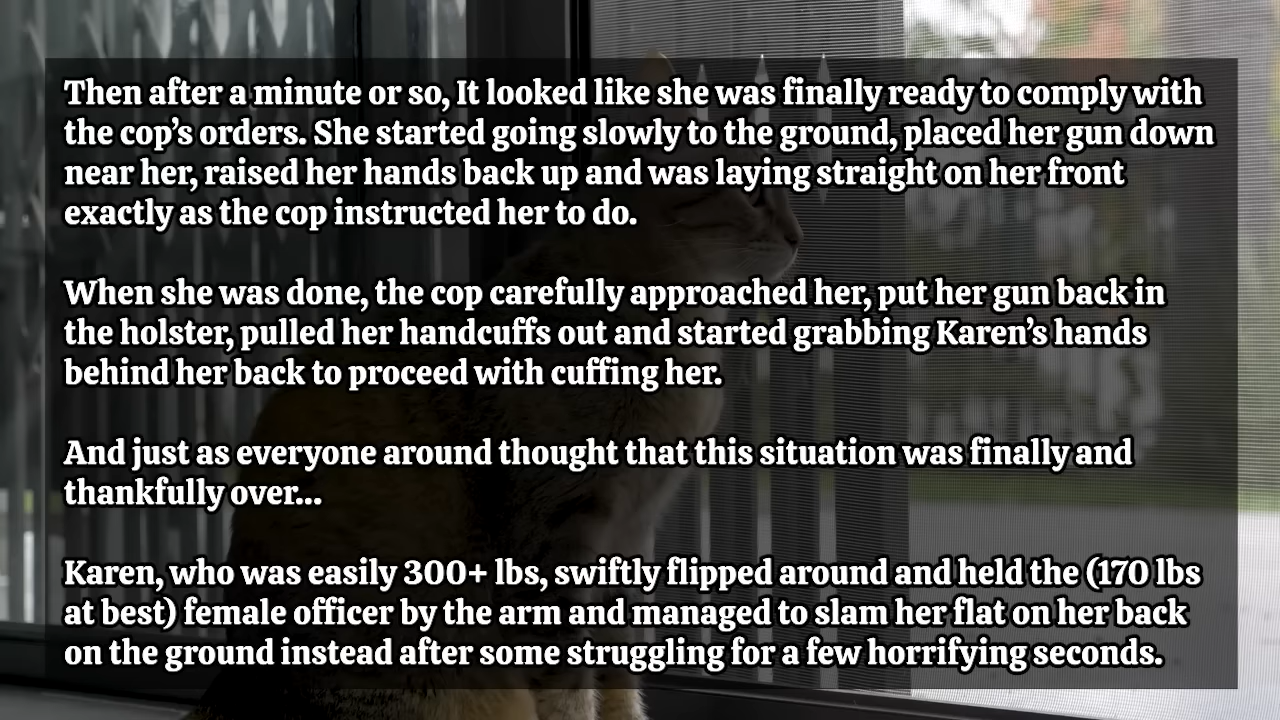 Then after a minute or so, It looked like she was finally ready to comply with
the cop’s orders. She started going slowly to the ground, placed her gun down
near her, raised her hands back up and was laying straight on her front
exactly as the cop instructed her to do.
When she was done, the cop carefully approached her, put her gun back in
the holster, pulled her handcuffs out and started grabbing Karen’s hands
behind her back to proceed with cuffing her.
And just as everyone around thought that this situation was finally and
thankfully over...
Karen, who was easily 300+ lbs, swiftly flipped around and held the (170 lbs
at best) female officer by the arm and managed to slam her flat on her back
on the ground instead after some struggling for a few horrifying seconds.